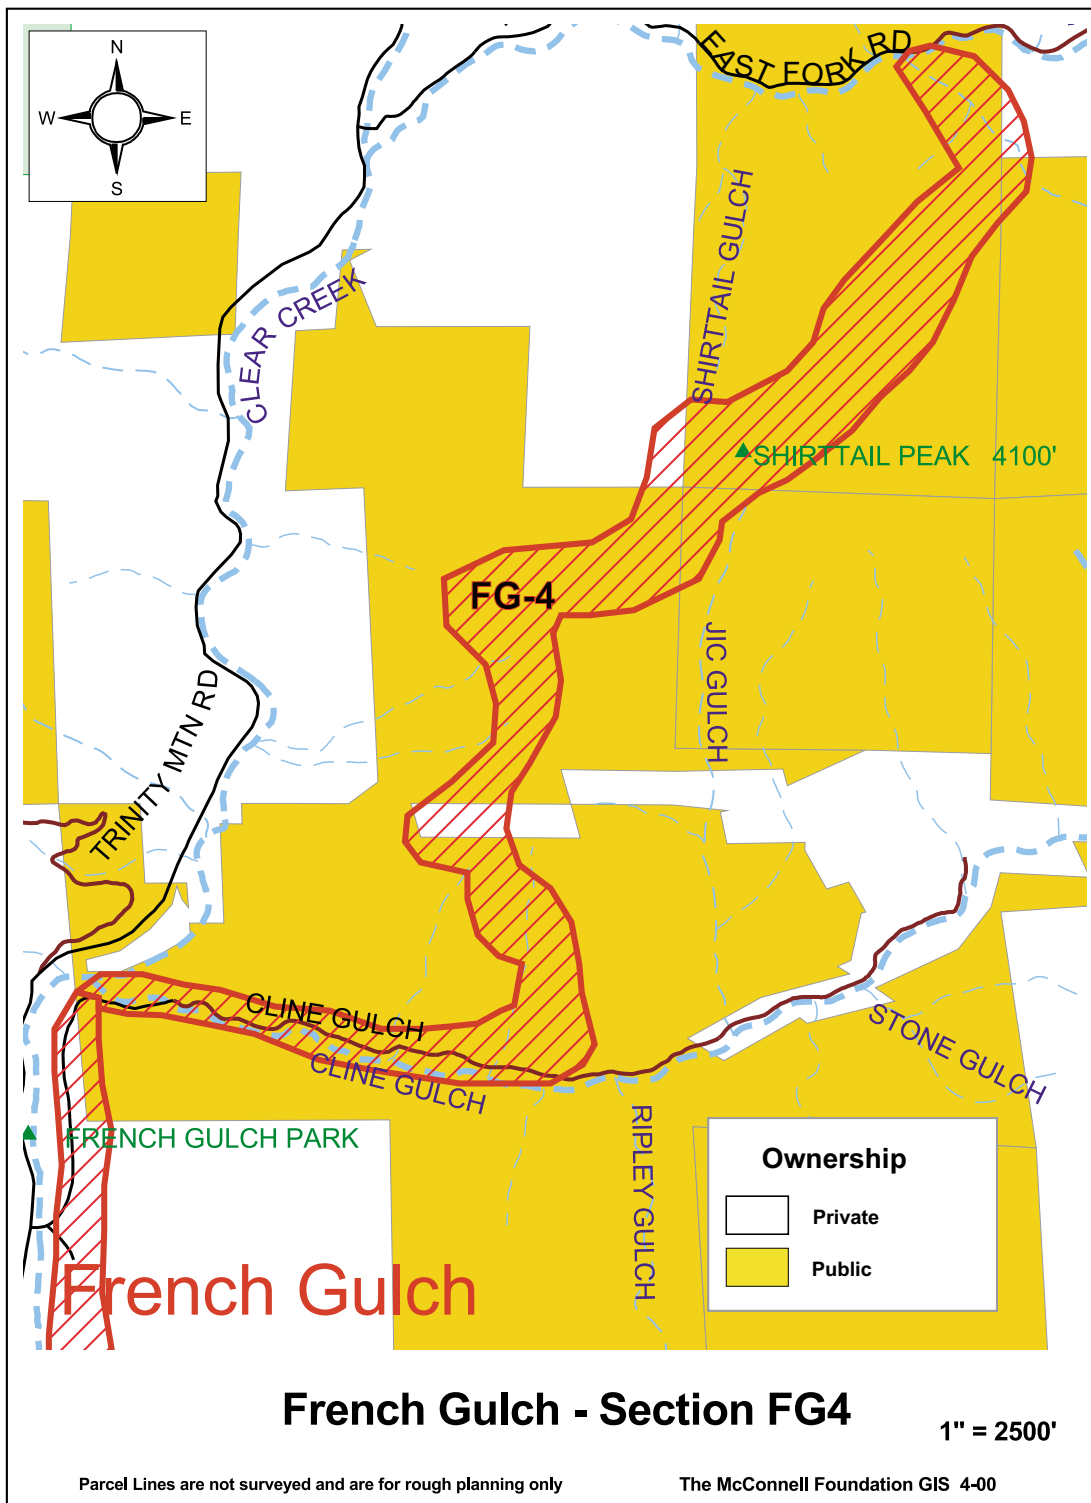 N
W E
S
EAST FORK RD
SHIRTTAIL GULCH
CLEAR CREEK
SHIRTTAIL PEAK 4100'
FG-4
JIC GULCH
TRINITY MTN RD
CLINE GULCH
CLINE GULCH
STONE GULCH
FRENCH GULCH PARK
RIPLEY GULCH
Ownership
Private
Public
French Gulch
French Gulch - Section FG4
1" = 2500'
Parcel Lines are not surveyed and are for rough planning only
The McConnell Foundation GIS 4-00